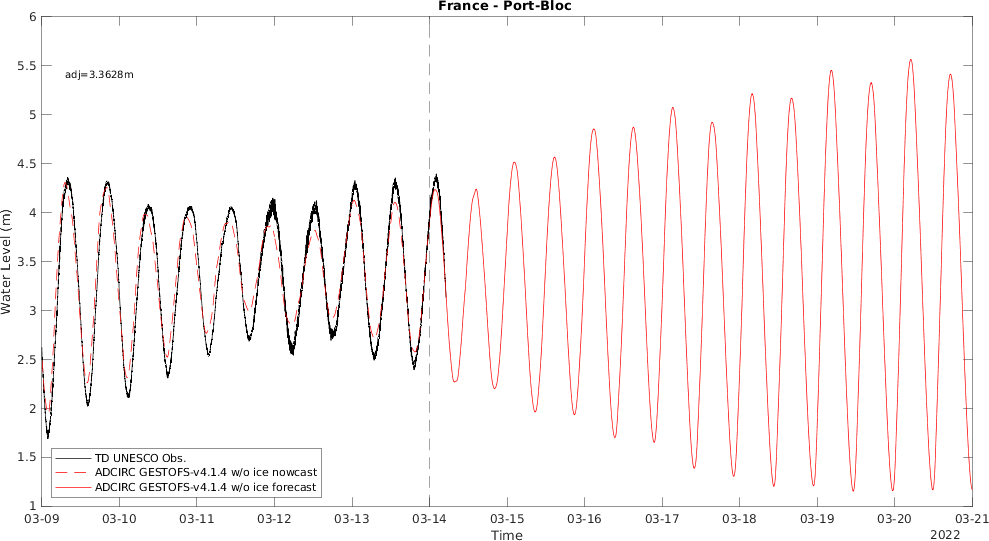 France - Port-Bloc
6
5.5
5
4.5
4
3.5
3
2.5
2
1.5
1
Water Level (m)
adj=3.3628m
TD UNESCO Obs.
ADCIRC GESTOFS-v4.1.4 w/o ice nowcast
ADCIRC GESTOFS-v4.1.4 w/o ice forecast
03-09 03-10 03-11 03-12 03-13 03-14 03-15 03-16 03-17 03-18 03-19 03-20 03-21
Time
2022